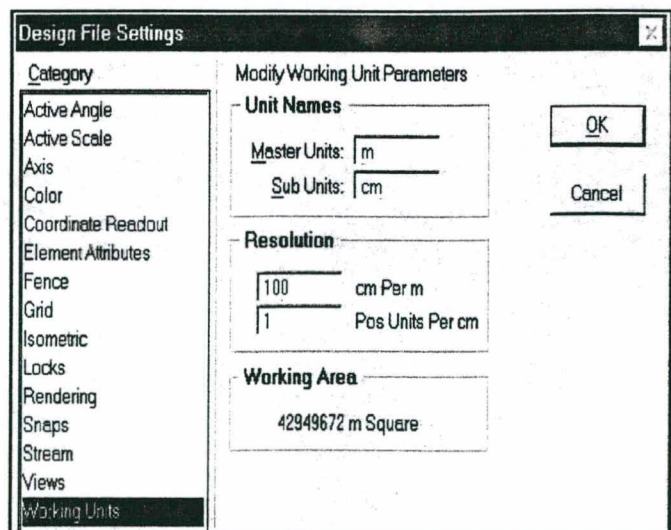 Design File Settings
Category
Active Angle
Active Scale
Axis
Color
Coordinate Readout
Element Attributes
Fence
Grid
Isometric
Locks
Rendering
Snaps
Stream
Views
Working Units
Modify Working Unit Parameters
Unit Names
Master Units: m
Sub Units: cm
Resolution
100 cm Per m
1 Pos Units Per cm
Working Area
42949672 m Square
OK
Cancel